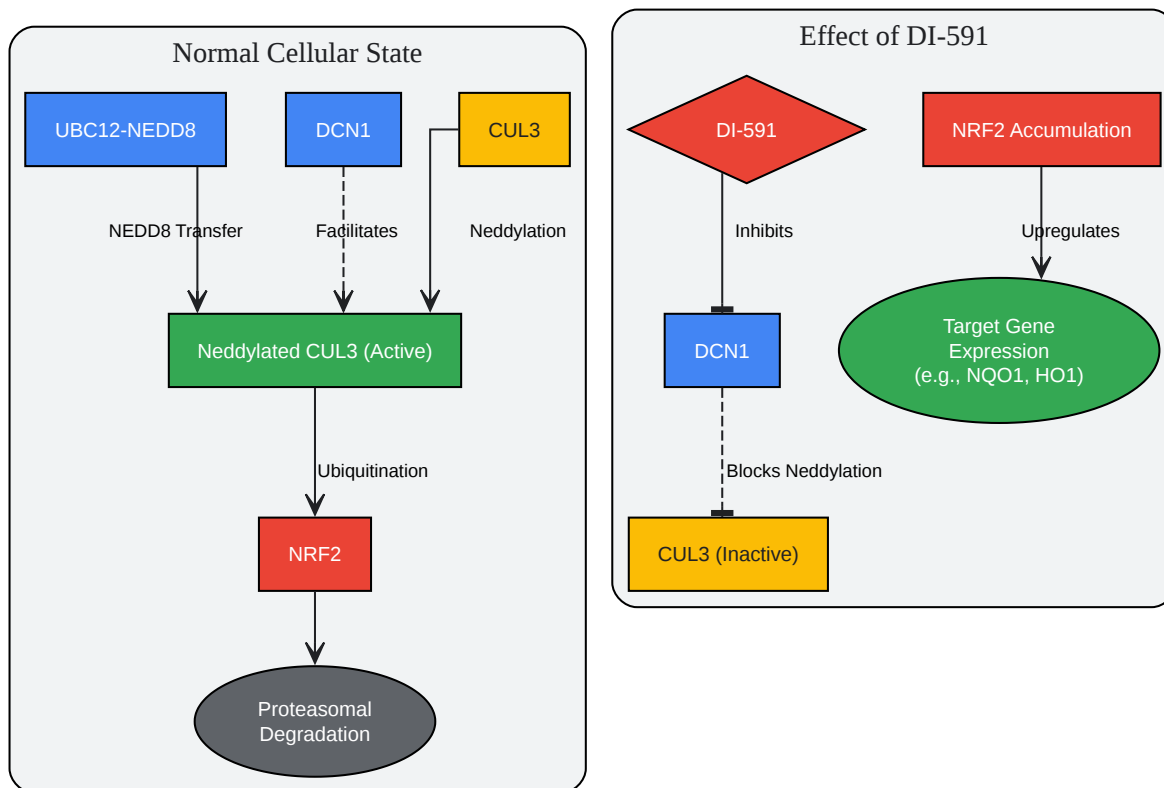 Normal Cellular State
UBC12-NEDD8
DCN1
CUL3
NEDD8 Transfer
Facilitates
Neddylation
Neddylated CUL3 (Active)
Ubiquitination
NRF2
Proteasomal
Degradation
Effect of DI-591
DI-591
NRF2 Accumulation
Inhibits
Upregulates
DCN1
Target Gene
Expression
(e.g., NQO1, HO1)
Blocks Neddylation
CUL3 (Inactive)